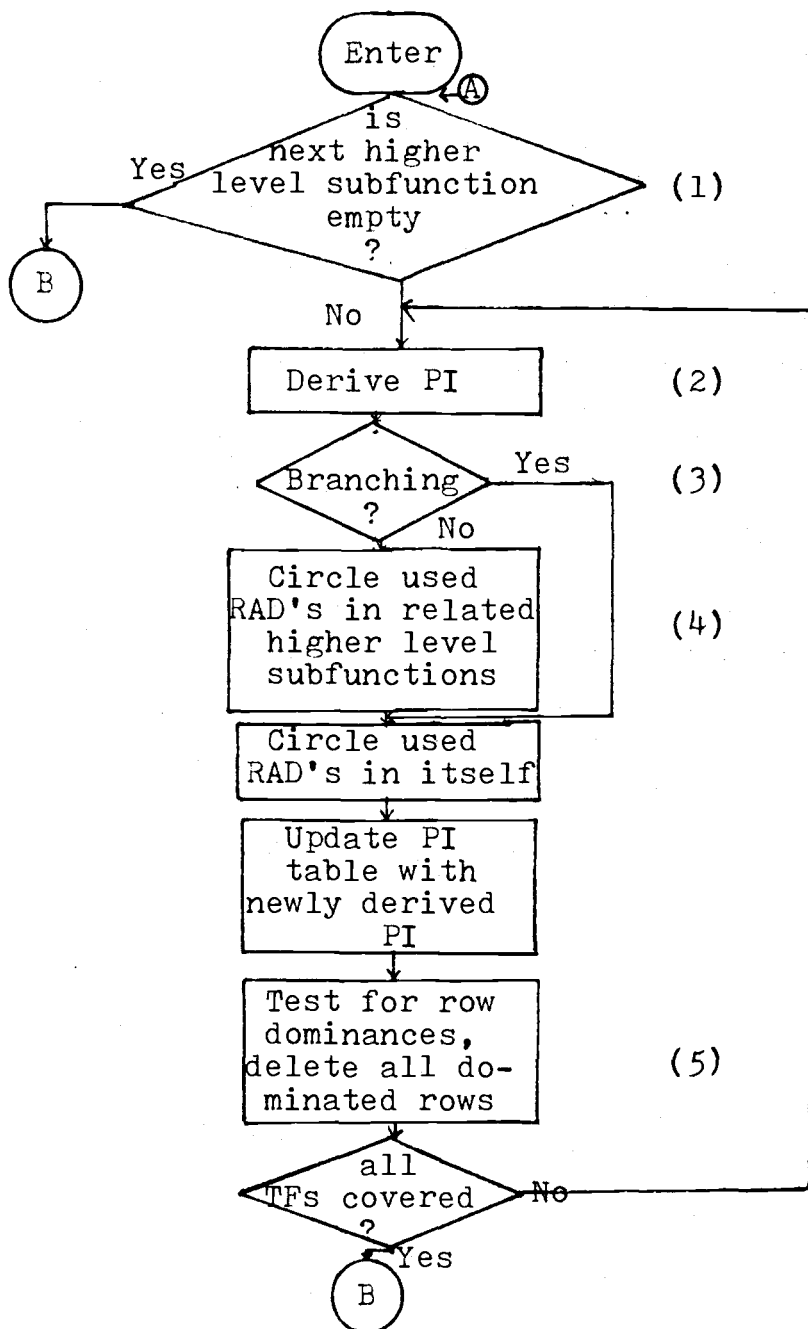 Enter
A
is
next higher
level subfunction
empty
?
Yes
(1)
B
No
Derive PI
(2)
Branching
?
Yes
(3)
No
Circle used
RAD's in related
higher level
subfunctions
(4)
Circle used
RAD's in itself
Update PI
table with
newly derived
PI
Test for row
dominances,
delete all do-
minated rows
(5)
all
TFs covered
?
No
Yes
B